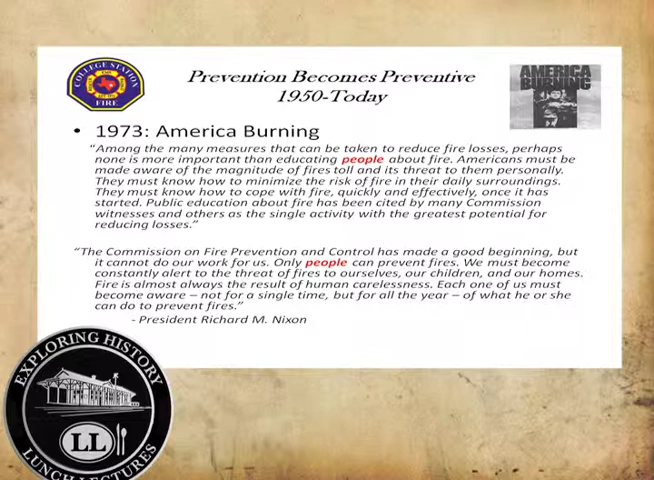 COLLEGE STATION
FIRE
Prevention Becomes Preventive
1950-Today
AMERICA
BURNING
• 1973: America Burning
“Among the many measures that can be taken to reduce fire losses, perhaps
none is more important than educating people about fire. Americans must be
made aware of the magnitude of fires toll and its threat to them personally.
They must know how to minimize the risk of fire in their daily surroundings.
They must know how to cope with fire, quickly and effectively, once it has
started. Public education about fire has been cited by many Commission
witnesses and others as the single activity with the greatest potential for
reducing losses.”
“The Commission on Fire Prevention and Control has made a good beginning, but
it cannot do our work for us. Only people can prevent fires. We must become
constantly alert to the threat of fires to ourselves, our children, and our homes.
Fire is almost always the result of human carelessness. Each one of us must
become aware – not for a single time, but for all the year – of what he or she
can do to prevent fires.”
- President Richard M. Nixon
EXPLORING HISTORY
LL
LUNCH LECTURES